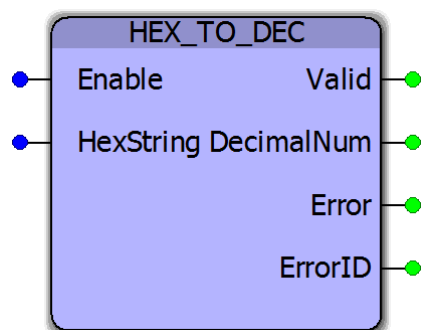 HEX_TO_DEC
Enable Valid
HexString DecimalNum
Error
ErrorID